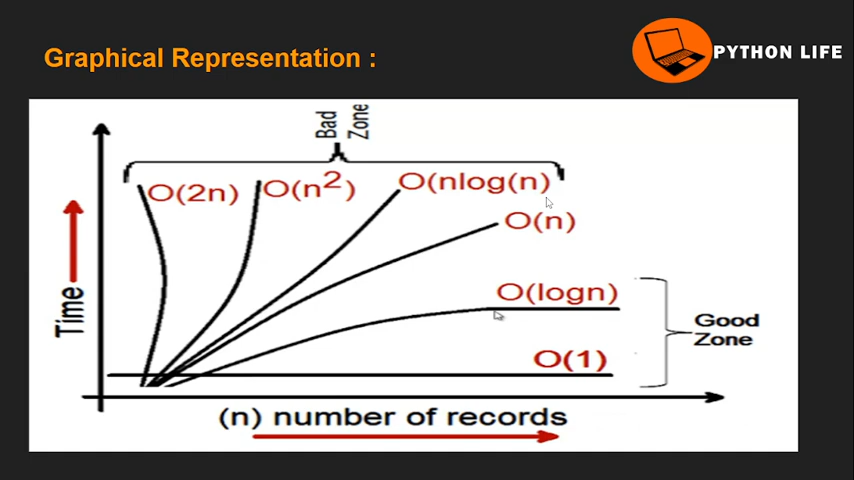 Graphical Representation :
PYTHON LIFE
Bad
Zone
O(2n)
O(n²)
O(nlog(n)
O(n)
O(logn)
Good
Zone
O(1)
Time
(n) number of records